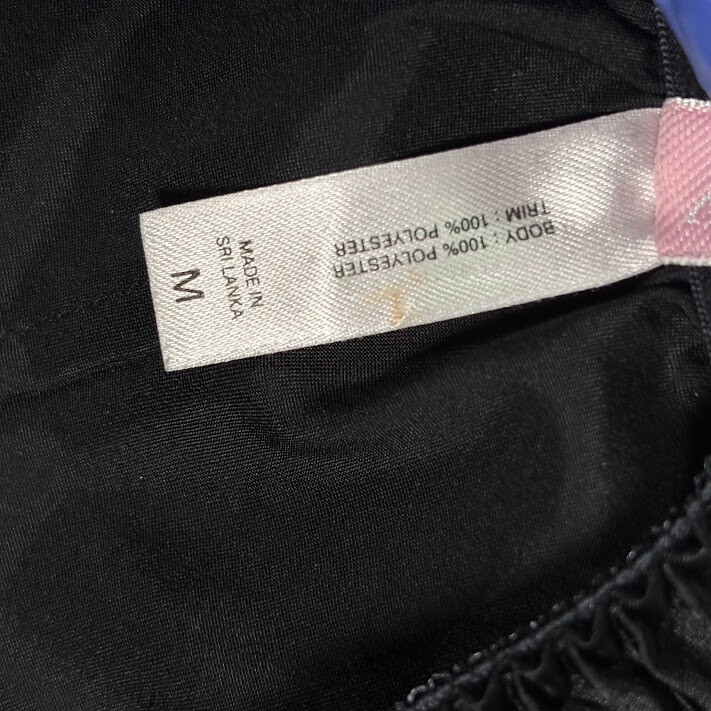 BODY : 100% POLYESTER
TRIM : 100% POLYESTER
MADE IN
SRI LANKA
M